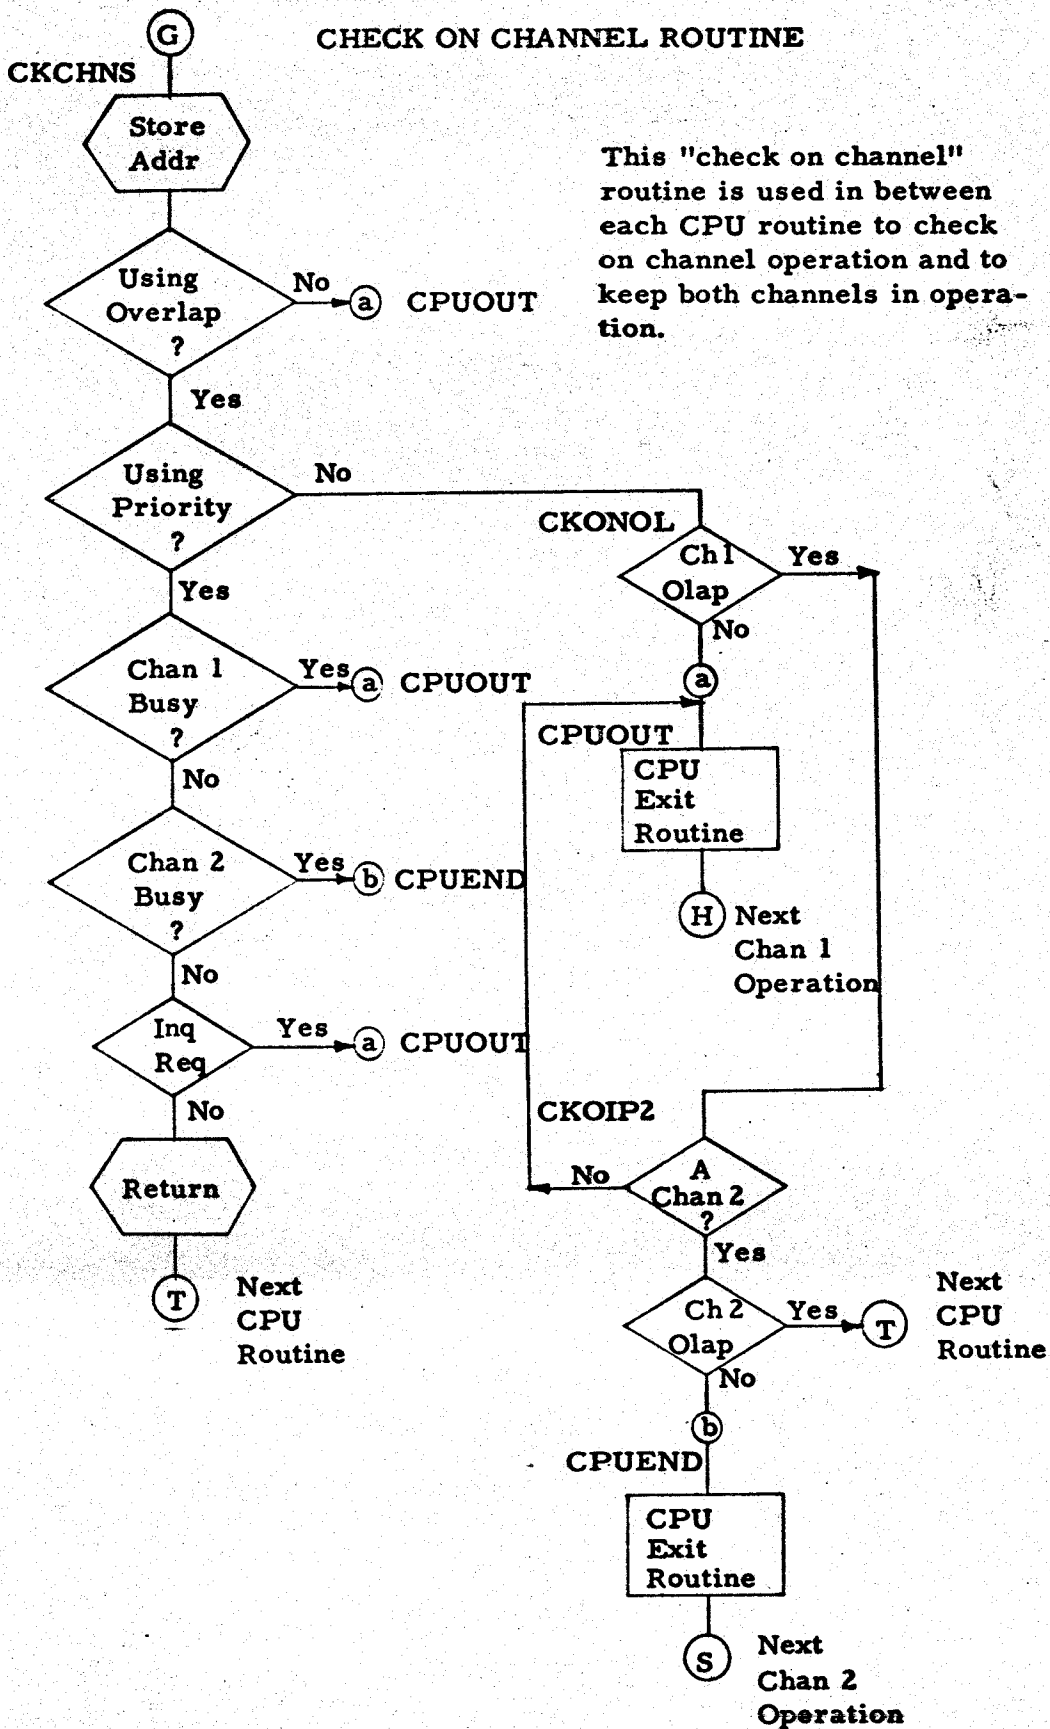 G
CHECK ON CHANNEL ROUTINE
CKCHNS
Store
Addr
This "check on channel"
routine is used in between
each CPU routine to check
on channel operation and to
keep both channels in opera-
tion.
Using
Overlap
?
No
a
CPUOUT
Yes
Using
Priority
?
No
CKONOL
Ch 1
Olap
Yes
No
a
CPUOUT
CPU
Exit
Routine
H
Next
Chan 1
Operation
Yes
Chan 1
Busy
?
Yes
a
CPUOUT
No
Chan 2
Busy
?
Yes
b
CPUEND
No
Inq
Req
Yes
a
CPUOUT
No
Return
T
Next
CPU
Routine
CKOIP2
A
Chan 2
?
No
Yes
Ch 2
Olap
Yes
T
Next
CPU
Routine
No
b
CPUEND
CPU
Exit
Routine
S
Next
Chan 2
Operation